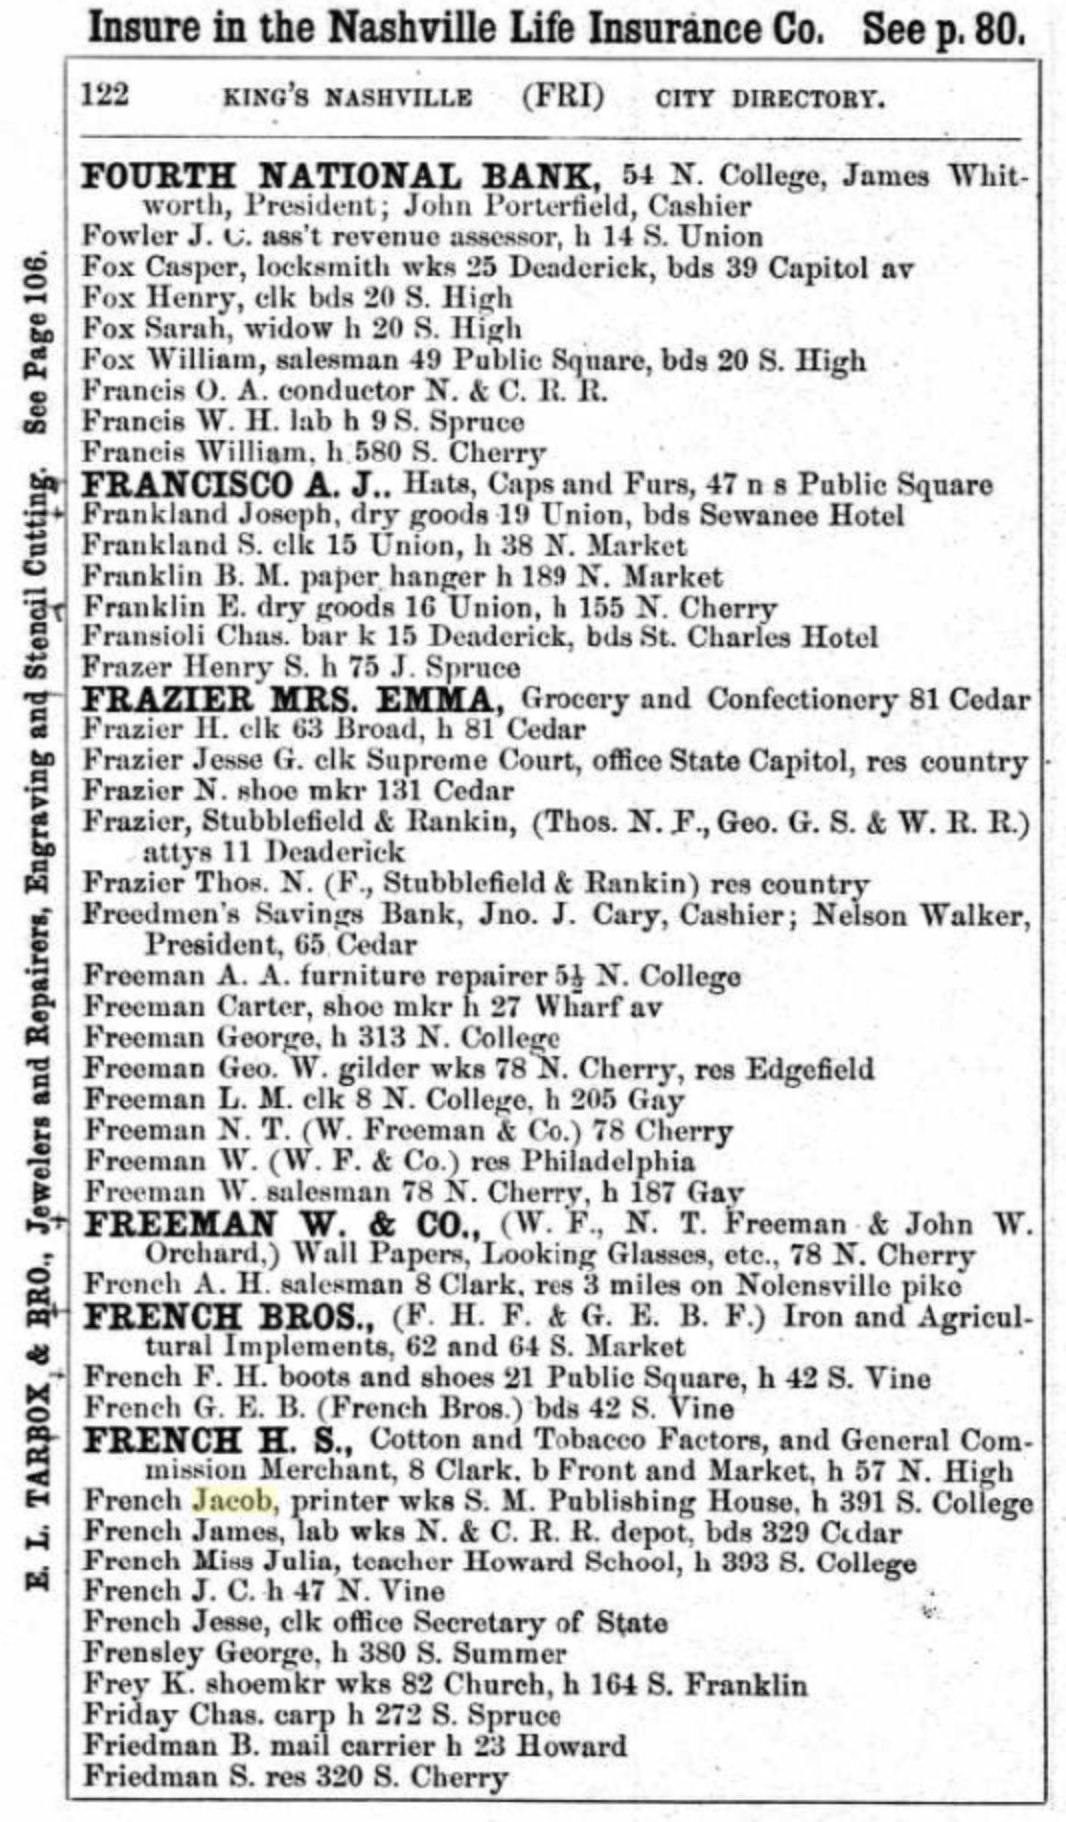 Insure in the Nashville Life Insurance Co. See p. 80.
122 KING'S NASHVILLE (FRI) CITY DIRECTORY.
FOURTH NATIONAL BANK, 54 N. College, James Whit-
worth, President; John Porterfield, Cashier
Fowler J. C. ass't revenue assessor, h 14 S. Union
Fox Casper, locksmith wks 25 Deaderick, bds 39 Capitol av
Fox Henry, clk bds 20 S. High
Fox Sarah, widow h 20 S. High
Fox William, salesman 49 Public Square, bds 20 S. High
Francis O. A. conductor N. & C. R. R.
Francis W. H. lab h 9 S. Spruce
Francis William, h 580 S. Cherry
FRANCISCO A. J.. Hats, Caps and Furs, 47 n s Public Square
Frankland Joseph, dry goods 19 Union, bds Sewanee Hotel
Frankland S. clk 15 Union, h 38 N. Market
Franklin B. M. paper hanger h 189 N. Market
Franklin E. dry goods 16 Union, h 155 N. Cherry
Fransioli Chas. bar k 15 Deaderick, bds St. Charles Hotel
Frazer Henry S. h 75 J. Spruce
FRAZIER MRS. EMMA, Grocery and Confectionery 81 Cedar
Frazier H. clk 63 Broad, h 81 Cedar
Frazier Jesse G. clk Supreme Court, office State Capitol, res country
Frazier N. shoe mkr 131 Cedar
Frazier, Stubblefield & Rankin, (Thos. N. F., Geo. G. S. & W. R. R.)
attys 11 Deaderick
Frazier Thos. N. (F., Stubblefield & Rankin) res country
Freedmen's Savings Bank, Jno. J. Cary, Cashier; Nelson Walker,
President, 65 Cedar
Freeman A. A. furniture repairer 5½ N. College
Freeman Carter, shoe mkr h 27 Wharf av
Freeman George, h 313 N. College
Freeman Geo. W. gilder wks 78 N. Cherry, res Edgefield
Freeman L. M. clk 8 N. College, h 205 Gay
Freeman N. T. (W. Freeman & Co.) 78 Cherry
Freeman W. (W. F. & Co.) res Philadelphia
Freeman W. salesman 78 N. Cherry, h 187 Gay
FREEMAN W. & CO., (W. F., N. T. Freeman & John W.
Orchard,) Wall Papers, Looking Glasses, etc., 78 N. Cherry
French A. H. salesman 8 Clark, res 3 miles on Nolensville pike
FRENCH BROS., (F. H. F. & G. E. B. F.) Iron and Agricul-
tural Implements, 62 and 64 S. Market
French F. H. boots and shoes 21 Public Square, h 42 S. Vine
French G. E. B. (French Bros.) bds 42 S. Vine
FRENCH H. S., Cotton and Tobacco Factors, and General Com-
mission Merchant, 8 Clark, b Front and Market, h 57 N. High
French Jacob, printer wks S. M. Publishing House, h 391 S. College
French James, lab wks N. & C. R. R. depot, bds 329 Cedar
French Miss Julia, teacher Howard School, h 393 S. College
French J. C. h 47 N. Vine
French Jesse, clk office Secretary of State
Frensley George, h 380 S. Summer
Frey K. shoemkr wks 82 Church, h 164 S. Franklin
Friday Chas. carp h 272 S. Spruce
Friedman B. mail carrier h 23 Howard
Friedman S. res 320 S. Cherry
E. L. TARBOX & BRO., Jewelers and Repairers, Engraving and Stencil Cutting. See Page 106.